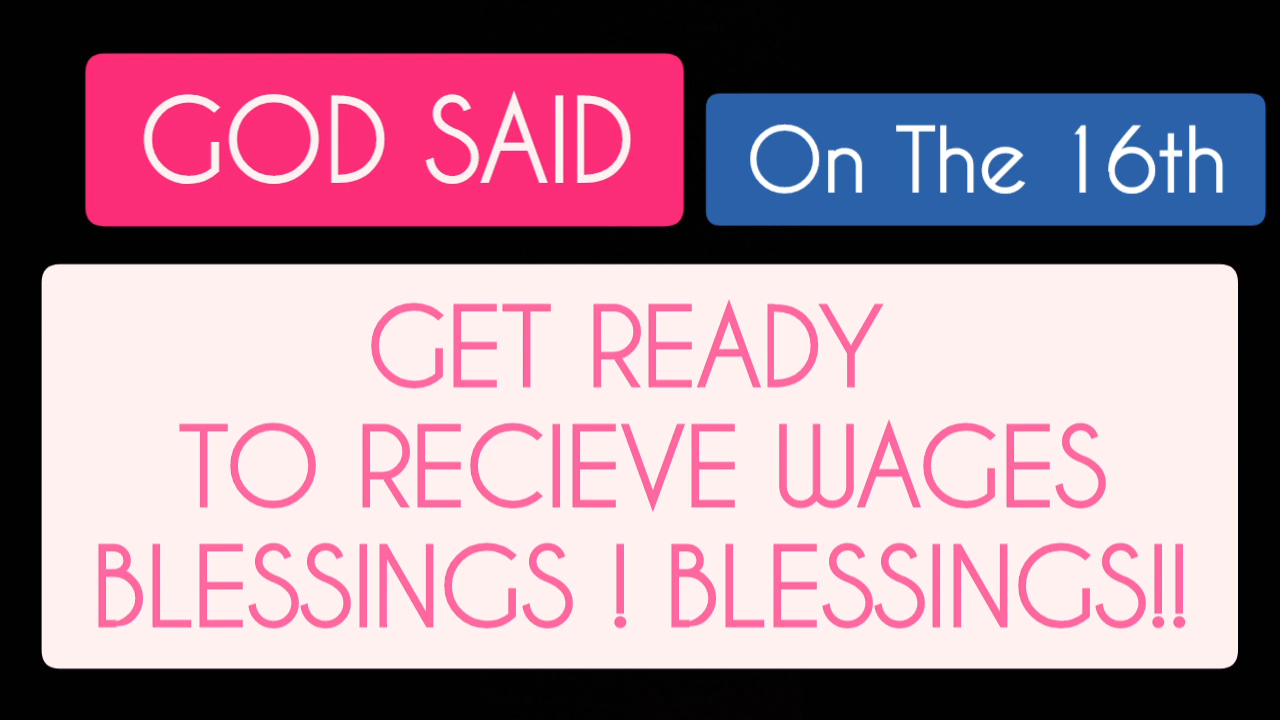 GOD SAID
On The 16th
GET READY
TO RECIEVE WAGES
BLESSINGS ! BLESSINGS!!